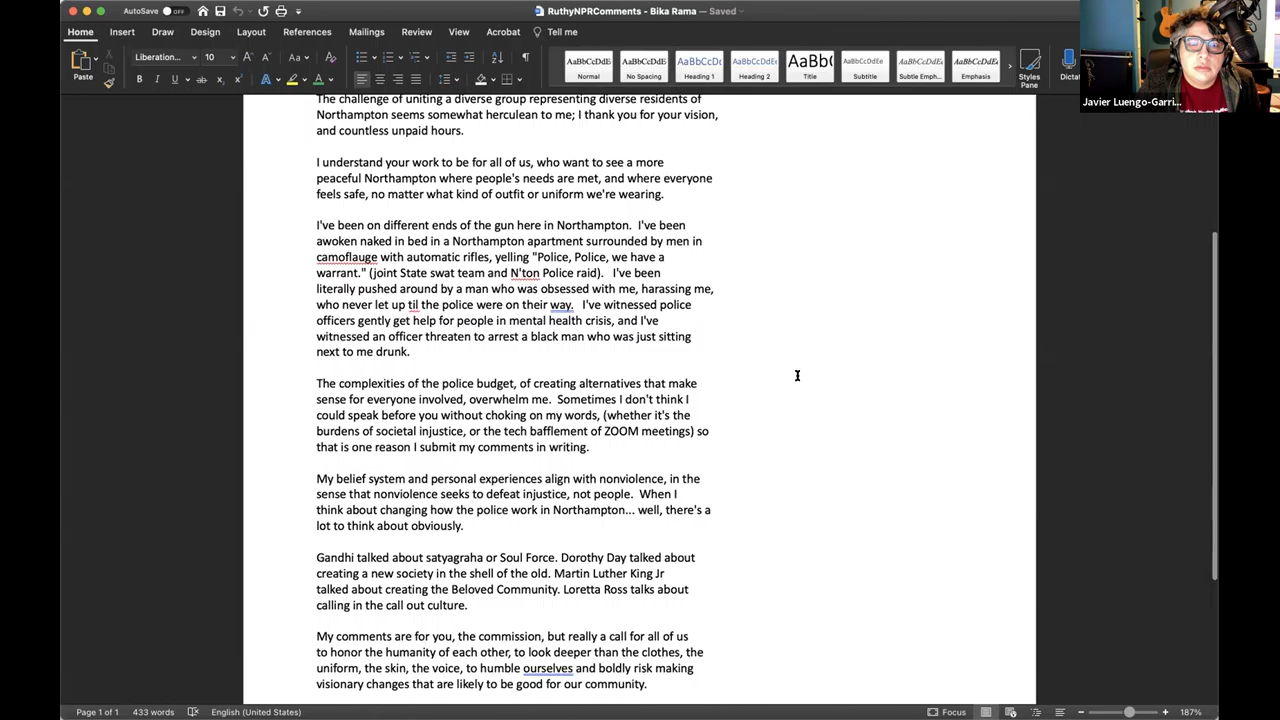 AutoSave OFF
RuthyNPRComments - Bika Rama — Saved
Home Insert Draw Design Layout References Mailings Review View Acrobat Tell me
Paste
Liberation... 10
Aa
AaBbCcDdEe
Normal
AaBbCcDdEe
No Spacing
AaBbCcDc
Heading 1
AaBbCcDdEe
Heading 2
AaBb(
Title
AaBbCcDdEe
Subtitle
AaBbCcDdEe
Subtle Emph...
AaBbCcDdEe
Emphasis
Styles
Pane
Dictat
Javier Luengo-Garri...
The challenge of uniting a diverse group representing diverse residents of
Northampton seems somewhat herculean to me; I thank you for your vision,
and countless unpaid hours.
I understand your work to be for all of us, who want to see a more
peaceful Northampton where people's needs are met, and where everyone
feels safe, no matter what kind of outfit or uniform we're wearing.
I've been on different ends of the gun here in Northampton. I've been
awoken naked in bed in a Northampton apartment surrounded by men in
camoflauge with automatic rifles, yelling "Police, Police, we have a
warrant." (joint State swat team and N'ton Police raid). I've been
literally pushed around by a man who was obsessed with me, harassing me,
who never let up til the police were on their way. I've witnessed police
officers gently get help for people in mental health crisis, and I've
witnessed an officer threaten to arrest a black man who was just sitting
next to me drunk.
The complexities of the police budget, of creating alternatives that make
sense for everyone involved, overwhelm me. Sometimes I don't think I
could speak before you without choking on my words, (whether it's the
burdens of societal injustice, or the tech bafflement of ZOOM meetings) so
that is one reason I submit my comments in writing.
My belief system and personal experiences align with nonviolence, in the
sense that nonviolence seeks to defeat injustice, not people. When I
think about changing how the police work in Northampton... well, there's a
lot to think about obviously.
Gandhi talked about satyagraha or Soul Force. Dorothy Day talked about
creating a new society in the shell of the old. Martin Luther King Jr
talked about creating the Beloved Community. Loretta Ross talks about
calling in the call out culture.
My comments are for you, the commission, but really a call for all of us
to honor the humanity of each other, to look deeper than the clothes, the
uniform, the skin, the voice, to humble ourselves and boldly risk making
visionary changes that are likely to be good for our community.
Page 1 of 1 433 words English (United States) Focus 187%